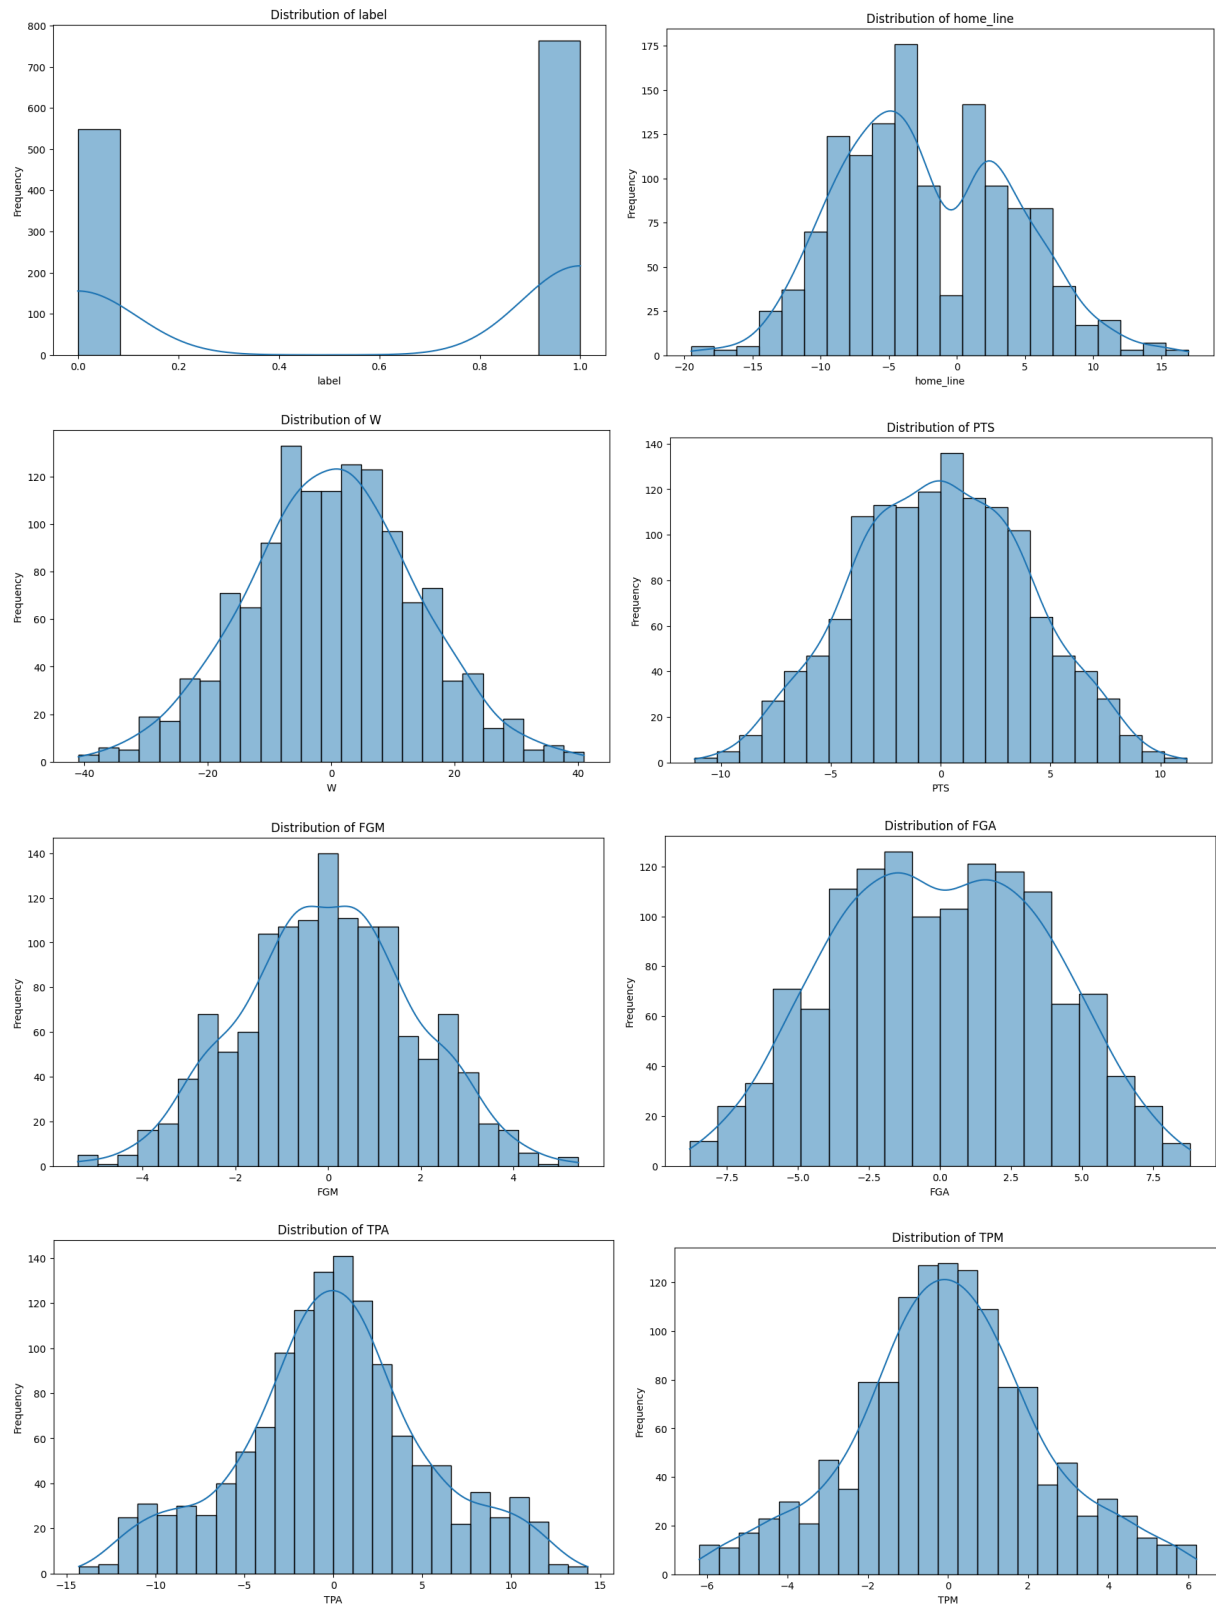 Distribution of label
800
700
600
500
400
300
200
100
0
Frequency
0.0 0.2 0.4 0.6 0.8 1.0
label
Distribution of home_line
175
150
125
100
75
50
25
0
Frequency
−20 −15 −10 −5 0 5 10 15
home_line
Distribution of W
120
100
80
60
40
20
0
Frequency
−40 −20 0 20 40
W
Distribution of PTS
140
120
100
80
60
40
20
0
Frequency
−10 −5 0 5 10
PTS
Distribution of FGM
140
120
100
80
60
40
20
0
Frequency
−4 −2 0 2 4
FGM
Distribution of FGA
120
100
80
60
40
20
0
Frequency
−7.5 −5.0 −2.5 0.0 2.5 5.0 7.5
FGA
Distribution of TPA
140
120
100
80
60
40
20
0
Frequency
−15 −10 −5 0 5 10 15
TPA
Distribution of TPM
120
100
80
60
40
20
0
Frequency
−6 −4 −2 0 2 4 6
TPM